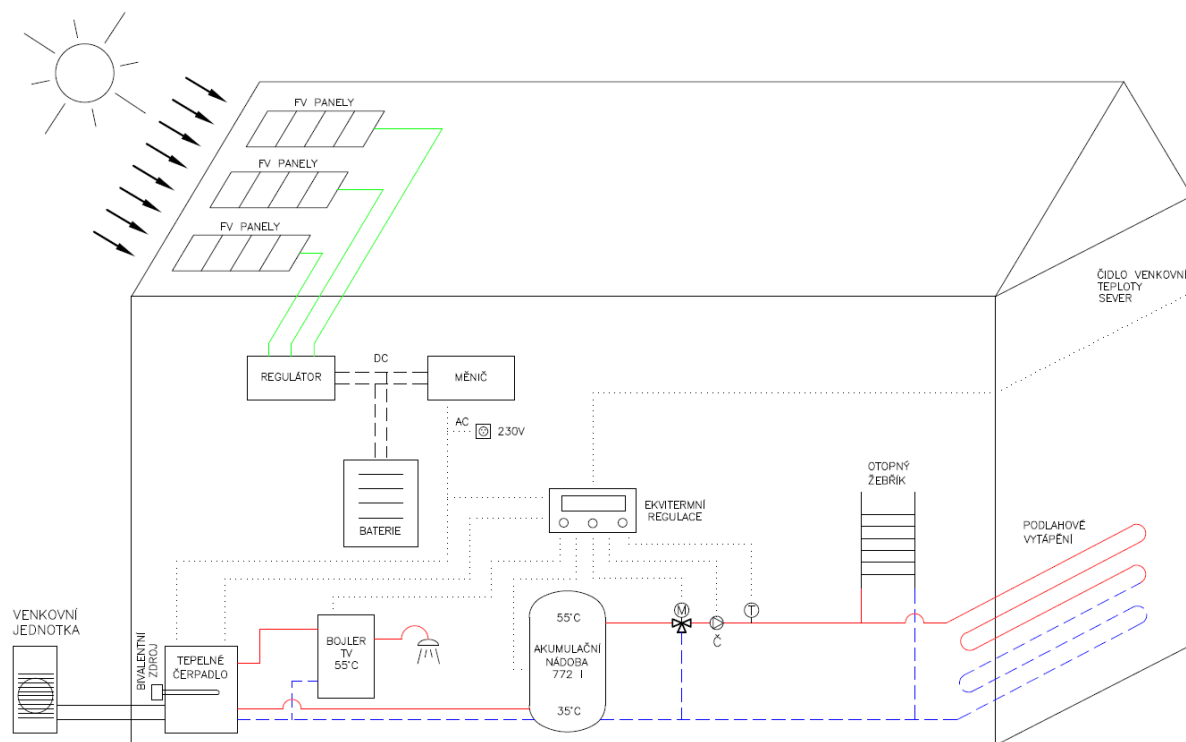 FV PANELY
FV PANELY
FV PANELY
ČIDLO VENKOVNÍ
TEPLOTY
SEVER
REGULÁTOR
DC
MĚNIČ
AC
230V
BATERIE
EKVITERMNÍ
REGULACE
OTOPNÝ
ŽEBŘÍK
PODLAHOVÉ
VYTÁPĚNÍ
VENKOVNÍ
JEDNOTKA
BIVALENTNÍ
ZDROJ
TEPELNÉ
ČERPADLO
BOJLER
TV
55°C
55°C
AKUMULAČNÍ
NÁDOBA
772 l
35°C
M
Č
T